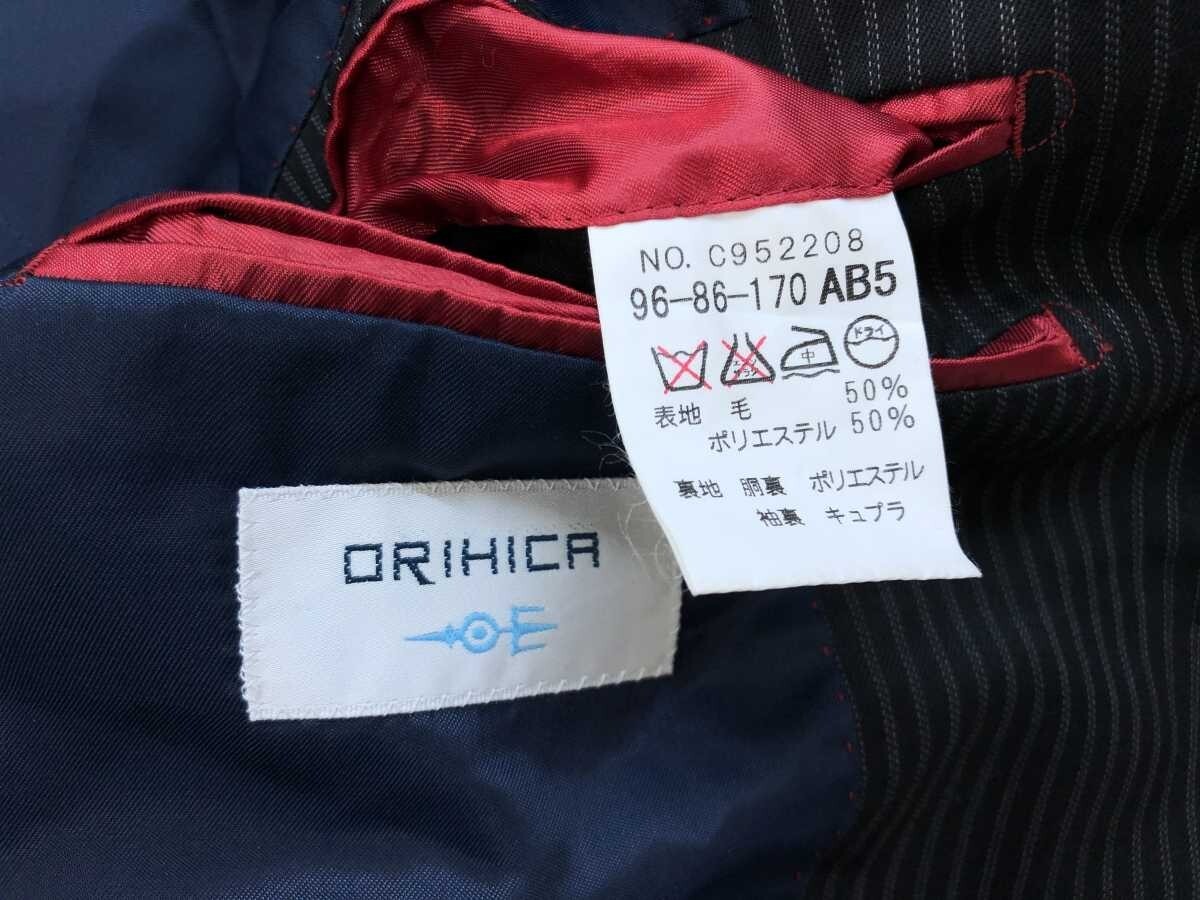 NO. C952208
96-86-170 AB5
中 ドライ
表地 毛 50%
ポリエステル 50%
裏地 胴裏 ポリエステル
袖裏 キュプラ
ORIHICA